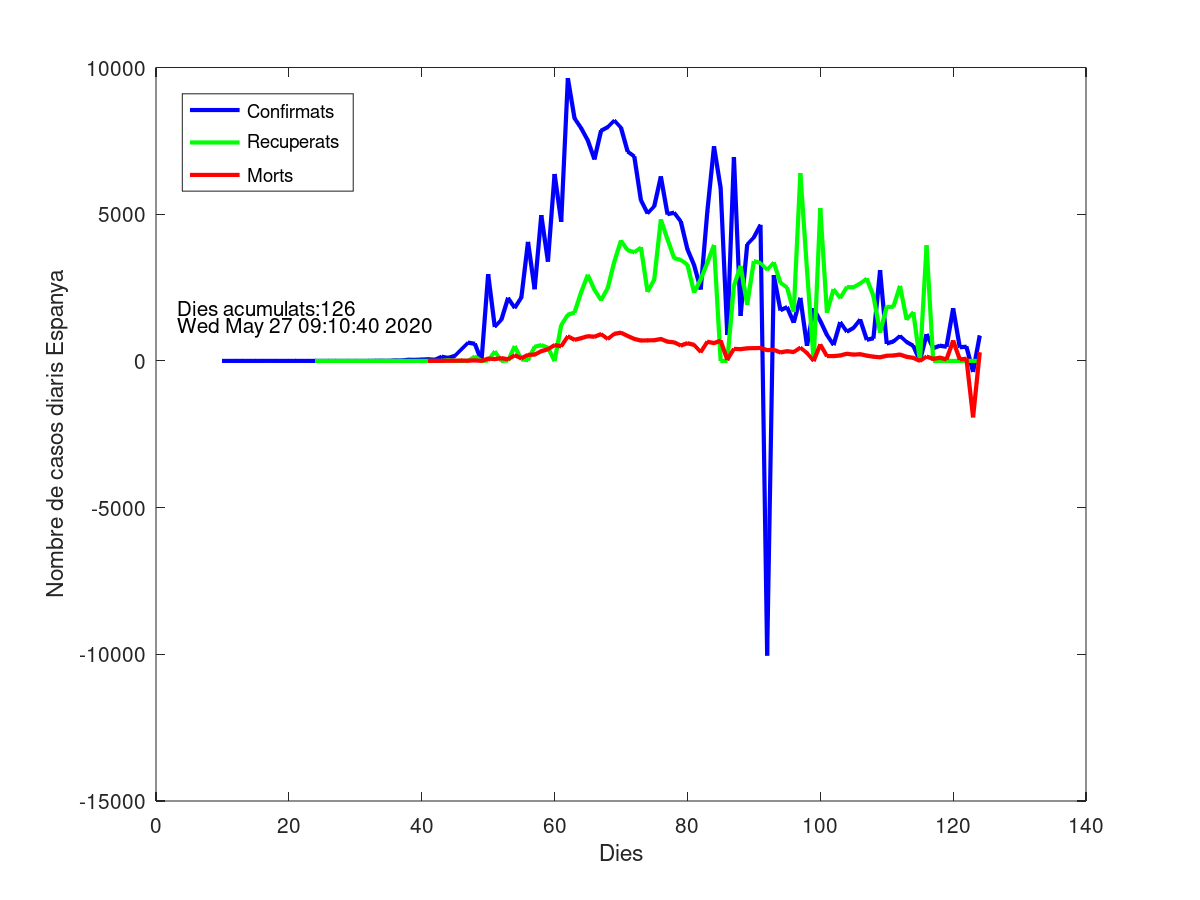 10000
5000
0
-5000
-10000
-15000
Nombre de casos diaris Espanya
Confirmats
Recuperats
Morts
Dies acumulats:126
Wed May 27 09:10:40 2020
0 20 40 60 80 100 120 140
Dies